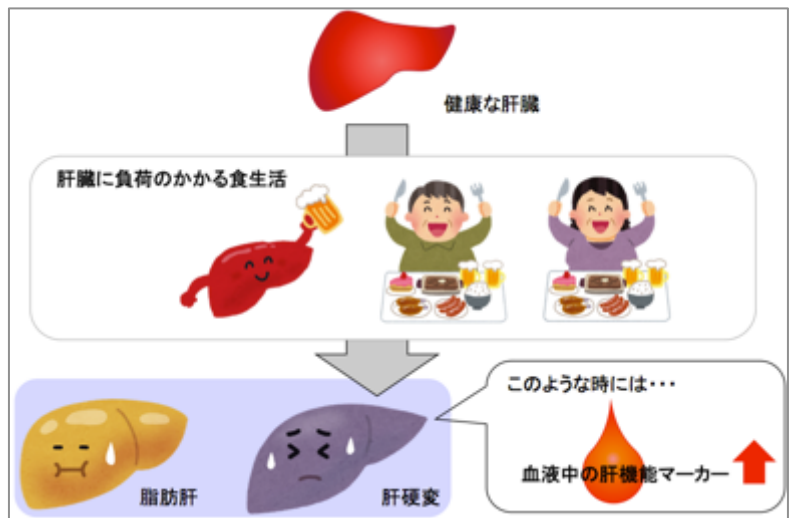 健康な肝臓
肝臓に負荷のかかる食生活
このような時には・・・
血液中の肝機能マーカー
脂肪肝
肝硬変